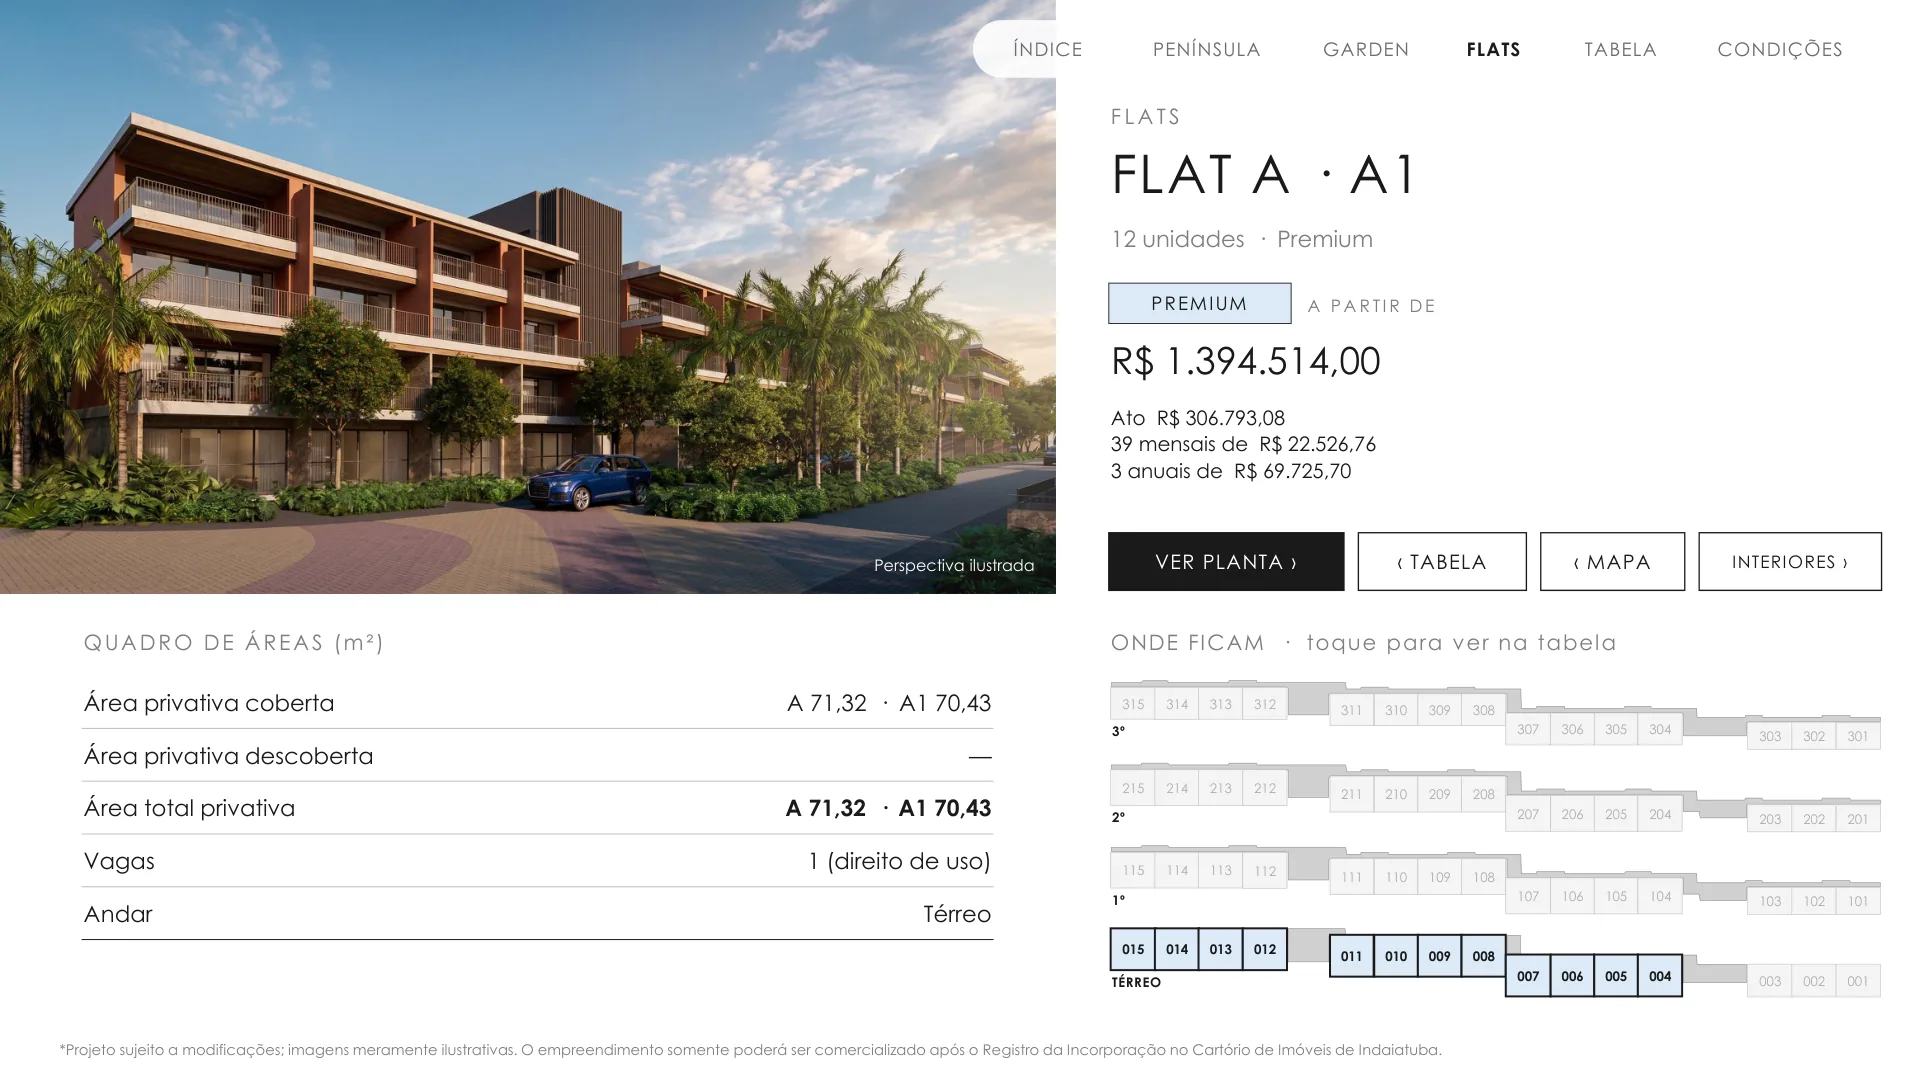 ÍNDICE PENÍNSULA GARDEN FLATS TABELA CONDIÇÕES
FLATS
FLAT A · A1
12 unidades · Premium
PREMIUM A PARTIR DE
R$ 1.394.514,00
Ato R$ 306.793,08
39 mensais de R$ 22.526,76
3 anuais de R$ 69.725,70
VER PLANTA › ‹ TABELA ‹ MAPA INTERIORES ›
Perspectiva ilustrada
QUADRO DE ÁREAS (m²)
Área privativa coberta A 71,32 · A1 70,43
Área privativa descoberta —
Área total privativa A 71,32 · A1 70,43
Vagas 1 (direito de uso)
Andar Térreo
ONDE FICAM · toque para ver na tabela
315 314 313 312 311 310 309 308 307 306 305 304 303 302 301
3º
215 214 213 212 211 210 209 208 207 206 205 204 203 202 201
2º
115 114 113 112 111 110 109 108 107 106 105 104 103 102 101
1º
015 014 013 012 011 010 009 008 007 006 005 004 003 002 001
TÉRREO
*Projeto sujeito a modificações; imagens meramente ilustrativas. O empreendimento somente poderá ser comercializado após o Registro da Incorporação no Cartório de Imóveis de Indaiatuba.